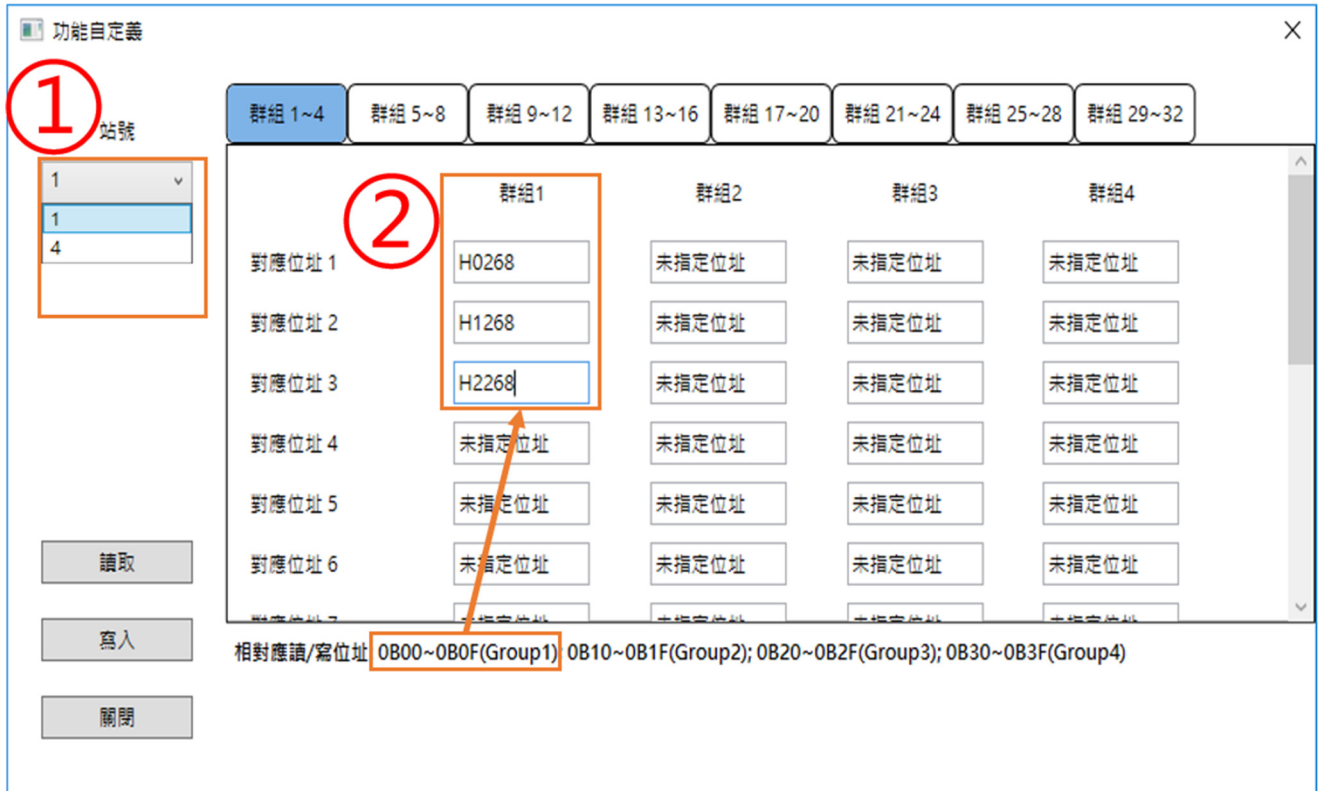 功能自定義
①
站號
1
1
4
讀取
寫入
關閉
群組 1~4 群組 5~8 群組 9~12 群組 13~16 群組 17~20 群組 21~24 群組 25~28 群組 29~32
②
群組1 群組2 群組3 群組4
對應位址 1 H0268 未指定位址 未指定位址 未指定位址
對應位址 2 H1268 未指定位址 未指定位址 未指定位址
對應位址 3 H2268 未指定位址 未指定位址 未指定位址
對應位址 4 未指定位址 未指定位址 未指定位址 未指定位址
對應位址 5 未指定位址 未指定位址 未指定位址 未指定位址
對應位址 6 未指定位址 未指定位址 未指定位址 未指定位址
相對應讀/寫位址 0B00~0B0F(Group1); 0B10~0B1F(Group2); 0B20~0B2F(Group3); 0B30~0B3F(Group4)